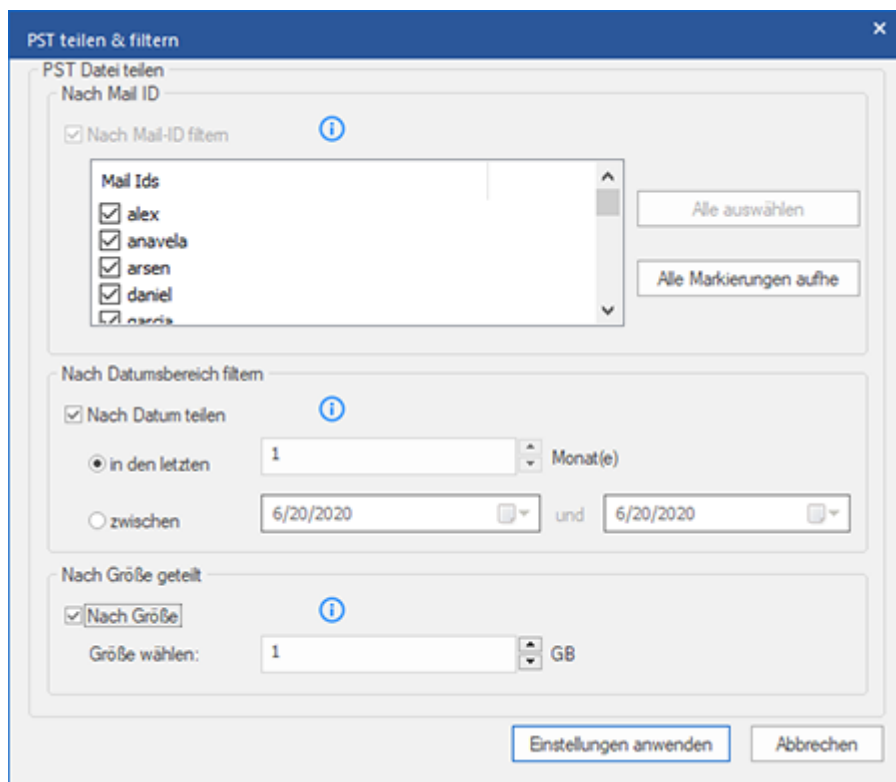 PST teilen & filtern
PST Datei teilen
Nach Mail ID
Nach Mail-ID filtern
Mail Ids
alex
anavela
arsen
daniel
garcia
Alle auswählen
Alle Markierungen aufhe
Nach Datumsbereich filtern
Nach Datum teilen
in den letzten 1 Monat(e)
zwischen 6/20/2020 und 6/20/2020
Nach Größe geteilt
Nach Größe
Größe wählen: 1 GB
Einstellungen anwenden Abbrechen